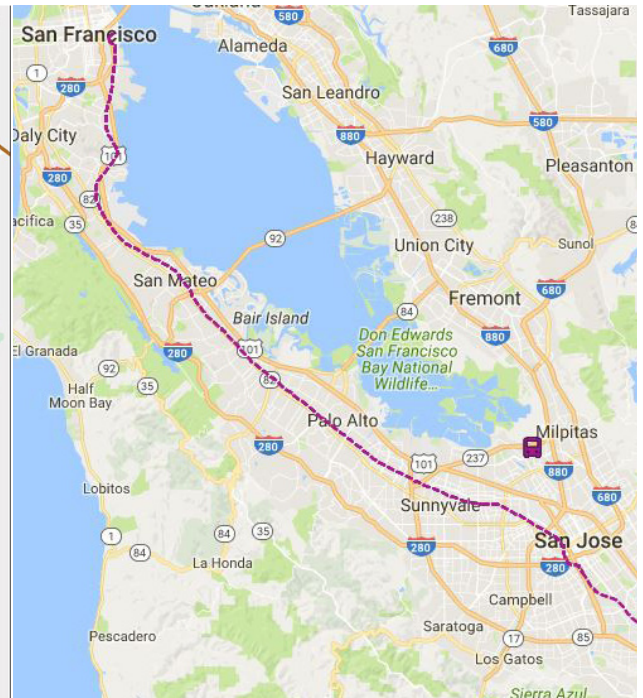 Tassajara
San Francisco
580
680
Alameda
1
280
San Leandro
580
880
Daly City
101
Hayward
Pleasanton
280
82
35
238
92
Union City
Sunol
San Mateo
680
Fremont
84
Bair Island
880
Don Edwards
San Francisco
Bay National
Wildlife...
El Granada
101
280
92
35
82
Half
Moon Bay
Palo Alto
Milpitas
280
101
237
880
Lobitos
Sunnyvale
680
1
84
84
35
280
San Jose
280
La Honda
Campbell
Pescadero
Saratoga
17
85
Los Gatos
Sierra Azul